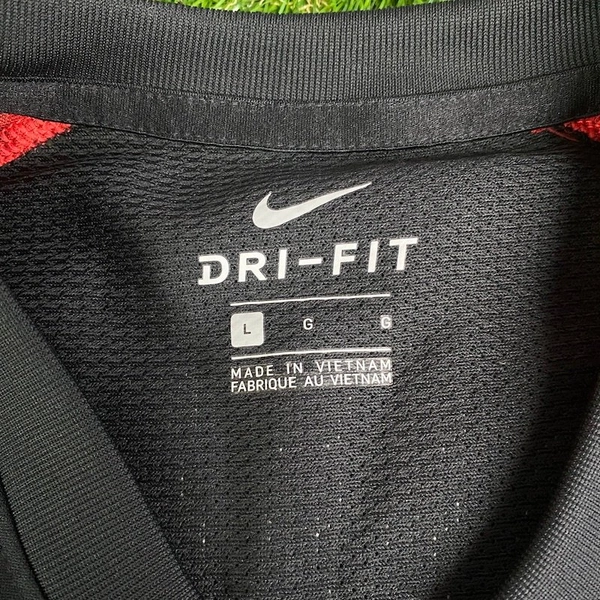 DRI-FIT
L G G
MADE IN VIETNAM
FABRIQUE AU VIETNAM